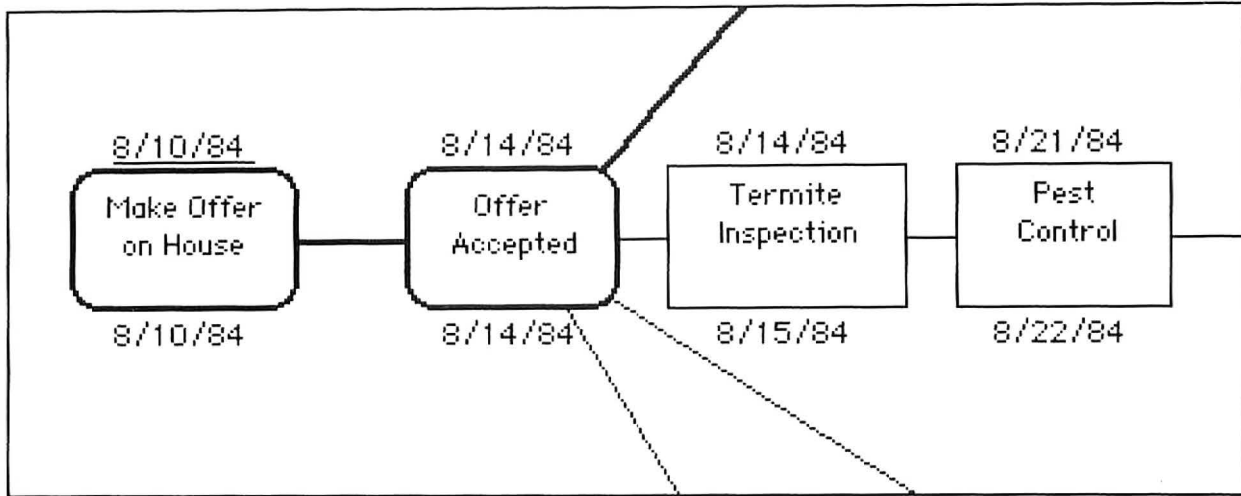 8/10/84
Make Offer
on House
8/10/84
8/14/84
Offer
Accepted
8/14/84
8/14/84
Termite
Inspection
8/15/84
8/21/84
Pest
Control
8/22/84